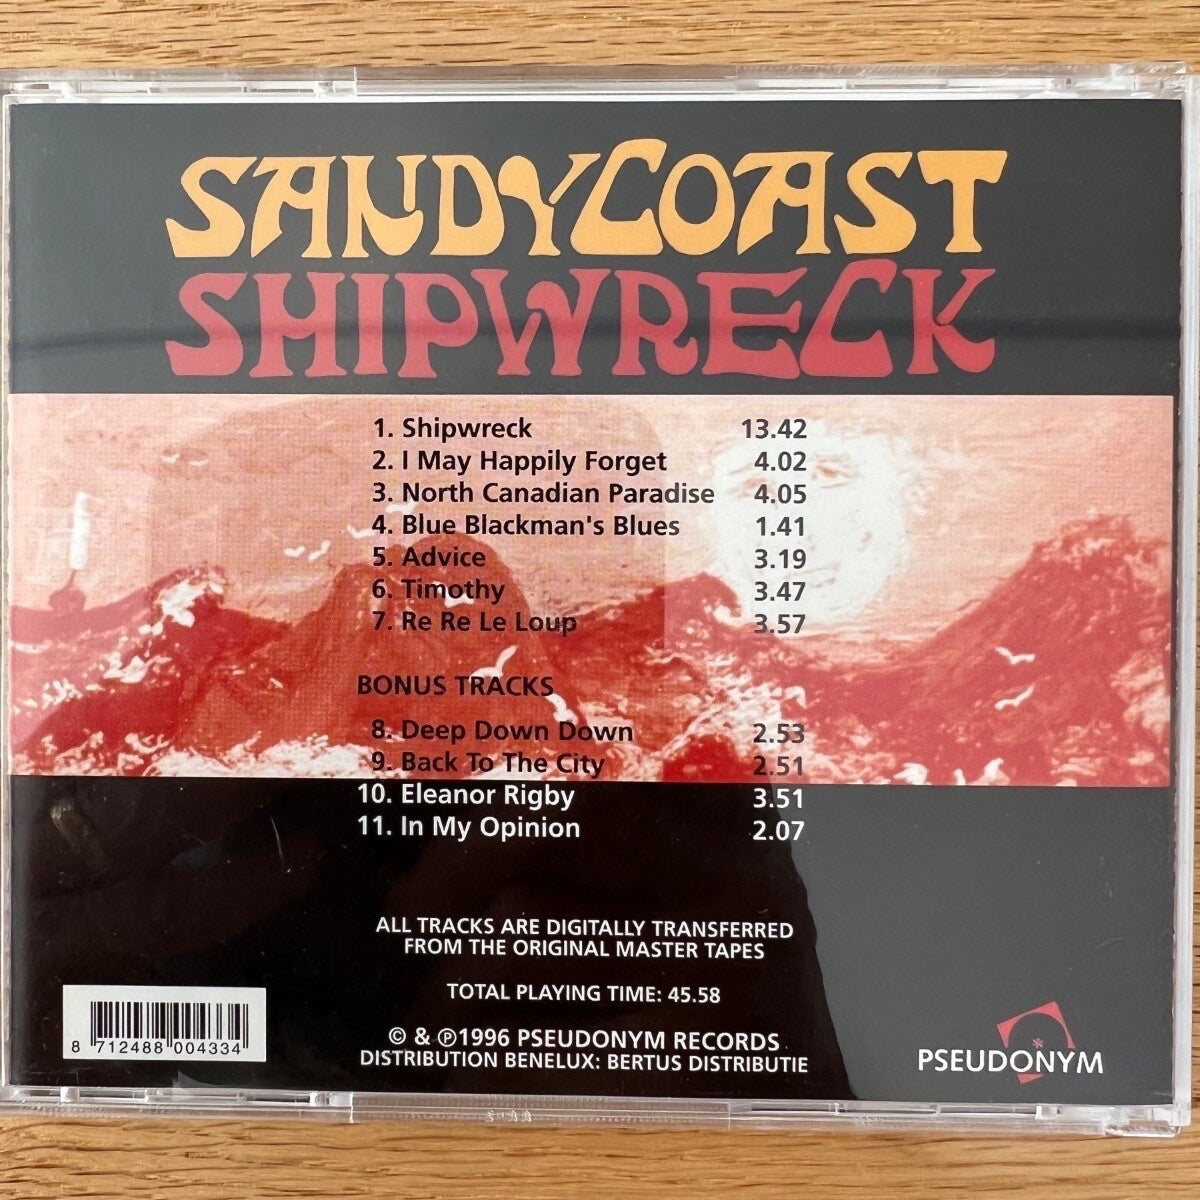 SANDYCOAST
SHIPWRECK
1. Shipwreck 13.42
2. I May Happily Forget 4.02
3. North Canadian Paradise 4.05
4. Blue Blackman's Blues 1.41
5. Advice 3.19
6. Timothy 3.47
7. Re Re Le Loup 3.57
BONUS TRACKS
8. Deep Down Down 2.53
9. Back To The City 2.51
10. Eleanor Rigby 3.51
11. In My Opinion 2.07
ALL TRACKS ARE DIGITALLY TRANSFERRED
FROM THE ORIGINAL MASTER TAPES
TOTAL PLAYING TIME: 45.58
© & ℗1996 PSEUDONYM RECORDS
DISTRIBUTION BENELUX: BERTUS DISTRIBUTIE
8 712488 004334
PSEUDONYM